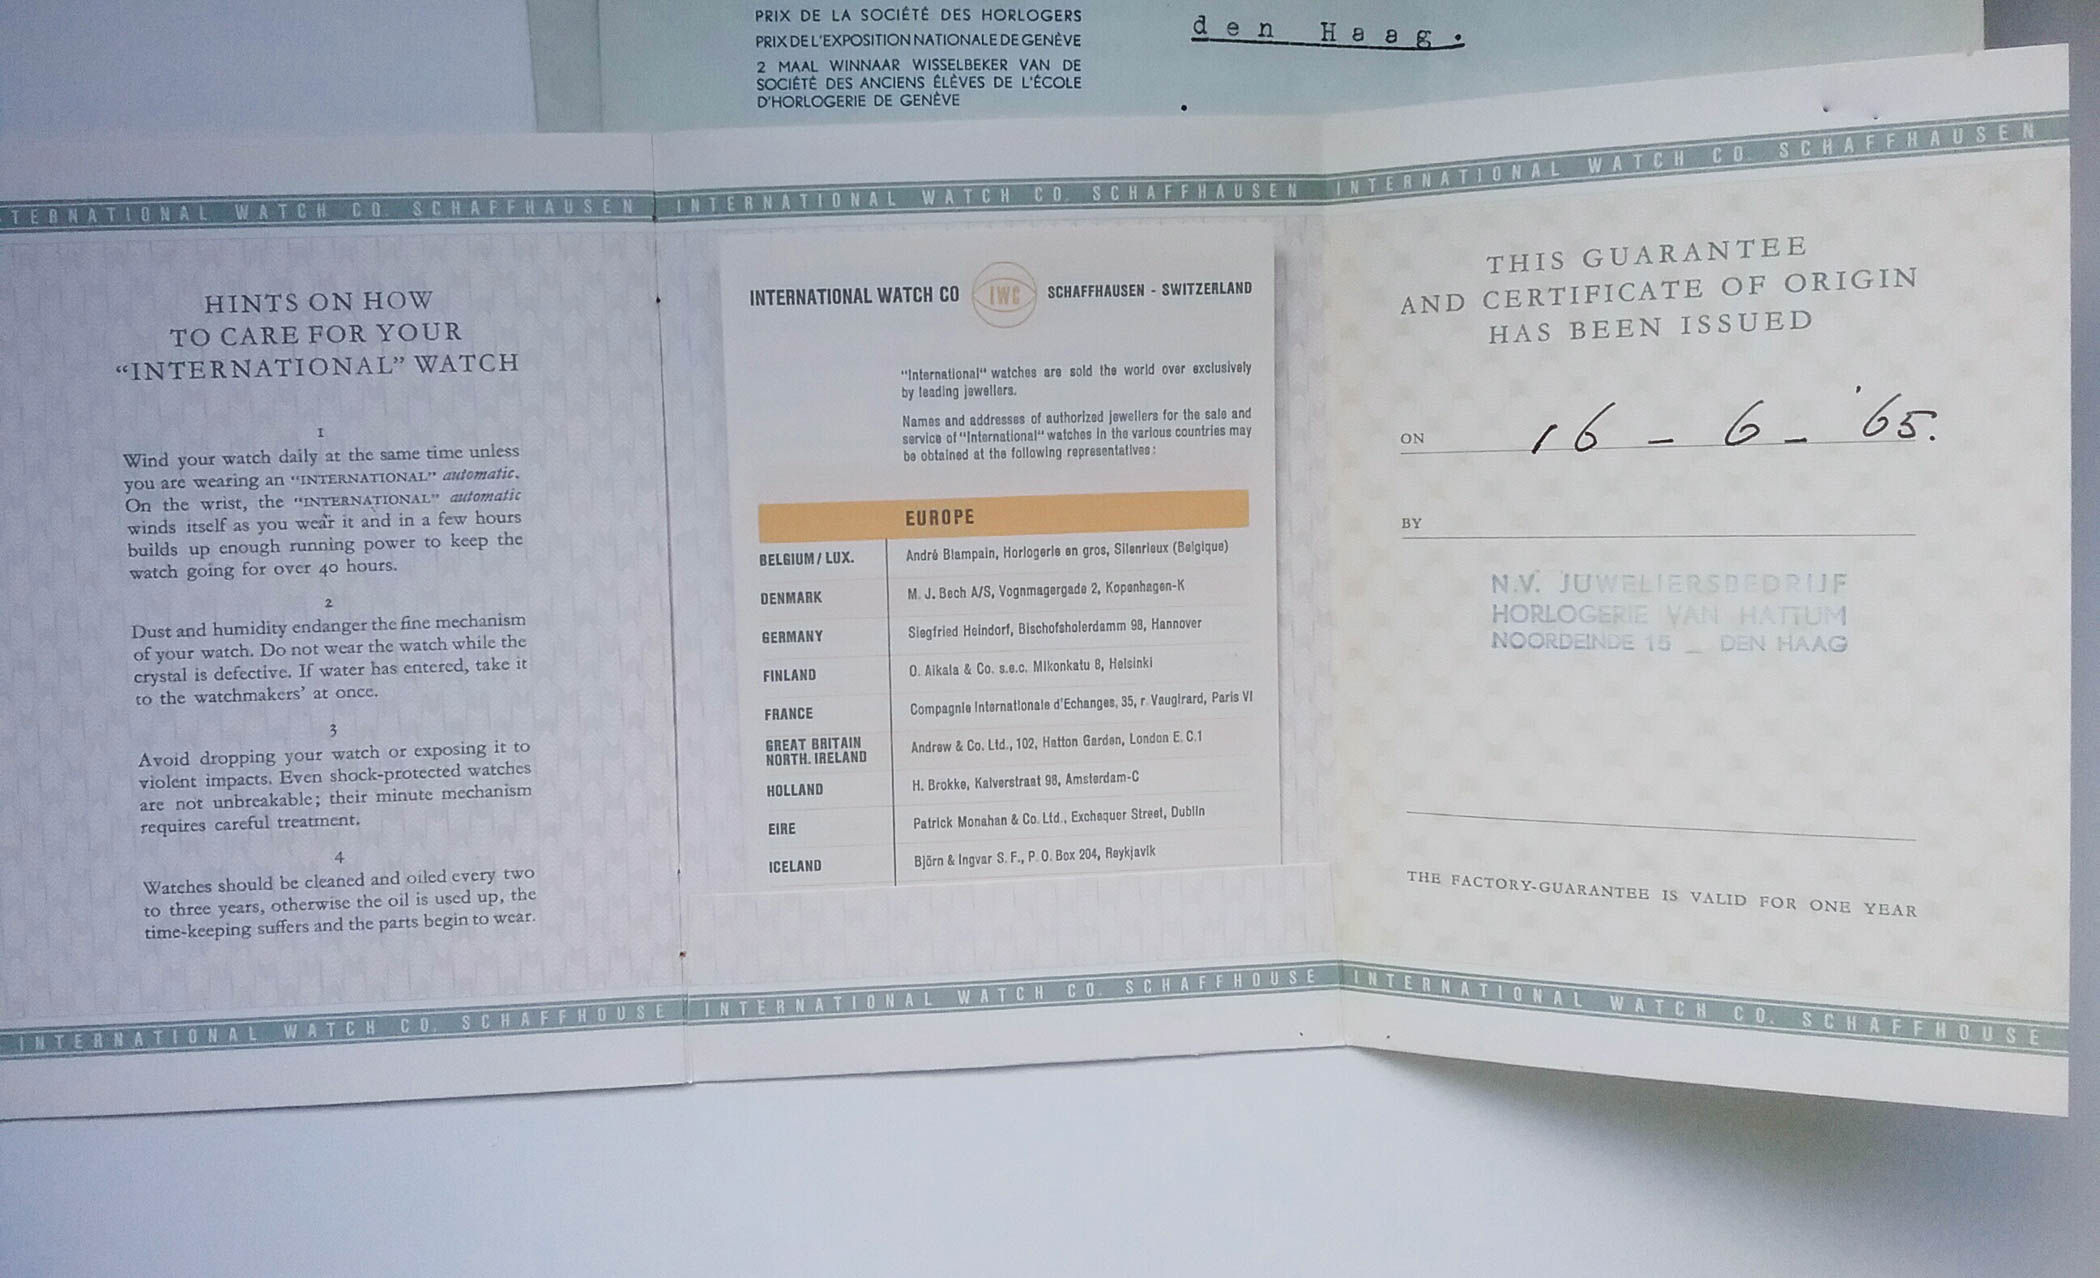 PRIX DE LA SOCIÉTÉ DES HORLOGERS
PRIX DE L'EXPOSITION NATIONALE DE GENÈVE
2 MAAL WINNAAR WISSELBEKER VAN DE
SOCIÉTÉ DES ANCIENS ÉLÈVES DE L'ÉCOLE
D'HORLOGERIE DE GENÈVE
den Haag.
TERNATIONAL WATCH CO. SCHAFFHAUSEN
HINTS ON HOW
TO CARE FOR YOUR
“INTERNATIONAL” WATCH
1
Wind your watch daily at the same time unless
you are wearing an “INTERNATIONAL” automatic.
On the wrist, the “INTERNATIONAL” automatic
winds itself as you wear it and in a few hours
builds up enough running power to keep the
watch going for over 40 hours.
2
Dust and humidity endanger the fine mechanism
of your watch. Do not wear the watch while the
crystal is defective. If water has entered, take it
to the watchmakers' at once.
3
Avoid dropping your watch or exposing it to
violent impacts. Even shock-protected watches
are not unbreakable; their minute mechanism
requires careful treatment.
4
Watches should be cleaned and oiled every two
to three years, otherwise the oil is used up, the
time-keeping suffers and the parts begin to wear.
INTERNATIONAL WATCH CO. SCHAFFHOUSE
INTERNATIONAL WATCH CO. SCHAFFHAUSEN
INTERNATIONAL WATCH CO IWC SCHAFFHAUSEN - SWITZERLAND
"International" watches are sold the world over exclusively
by leading jewellers.
Names and addresses of authorized jewellers for the sale and
service of "International" watches in the various countries may
be obtained at the following representatives:
EUROPE
BELGIUM / LUX. André Blampain, Horlogerie en gros, Silenrieux (Belgique)
DENMARK M. J. Bech A/S, Vognmagergade 2, Kopenhagen-K
GERMANY Siegfried Heindorf, Bischofsholerdamm 98, Hannover
FINLAND O. Aikala & Co. s.e.c. Mikonkatu 8, Helsinki
FRANCE Compagnie Internationale d'Echanges, 35, r. Vaugirard, Paris VI
GREAT BRITAIN
NORTH. IRELAND Andrew & Co. Ltd., 102, Hatton Garden, London E.C.1
HOLLAND H. Brokke, Kalverstraat 98, Amsterdam-C
EIRE Patrick Monahan & Co. Ltd., Exchequer Street, Dublin
ICELAND Björn & Ingvar S. F., P. O. Box 204, Reykjavik
INTERNATIONAL WATCH CO. SCHAFFHOUSE
INTERNATIONAL WATCH CO. SCHAFFHAUSEN
THIS GUARANTEE
AND CERTIFICATE OF ORIGIN
HAS BEEN ISSUED
ON 16 - 6 - '65.
BY
N.V. JUWELIERSBEDRIJF
HORLOGERIE VAN HATTUM
NOORDEINDE 15 _ DEN HAAG
THE FACTORY-GUARANTEE IS VALID FOR ONE YEAR
INTERNATIONAL WATCH CO. SCHAFFHOUSE